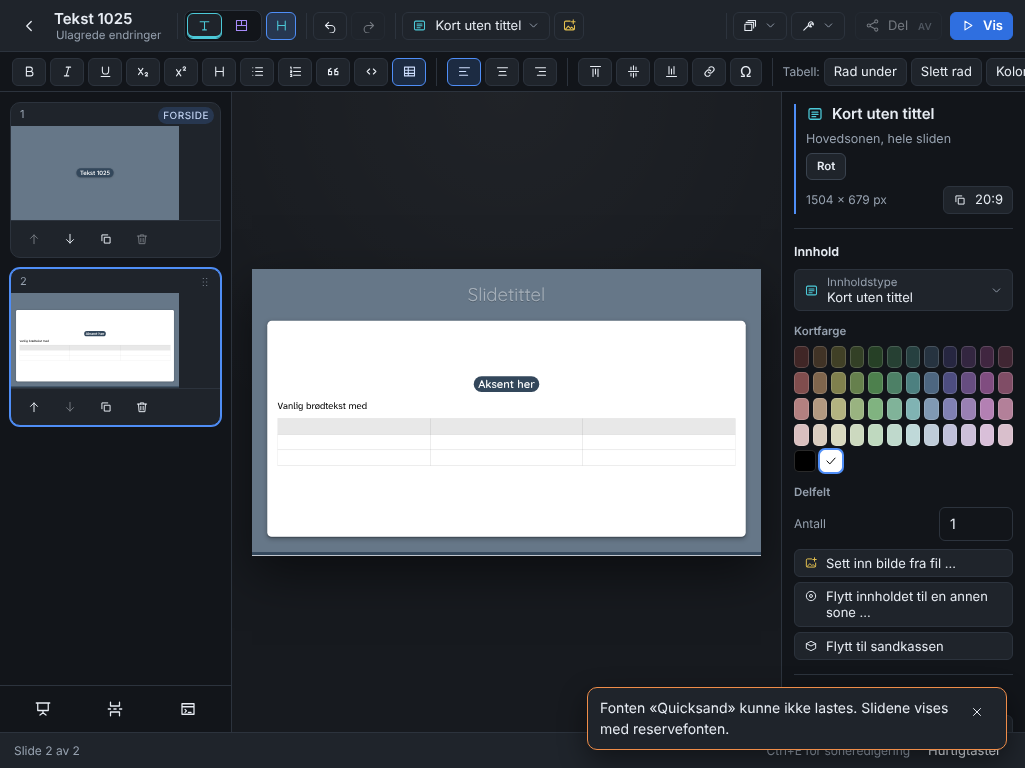 Tekst 1025
Ulagrede endringer
T
H
Kort uten tittel
Del AV
Vis
B I U X₂ X² H 66 <> Ω
Tabell: Rad under Slett rad Kolor
1 FORSIDE
Tekst 1025
2
Aksent her
Vanlig brødtekst med
Slidetittel
Aksent her
Vanlig brødtekst med
Kort uten tittel
Hovedsonen, hele sliden
Rot
1504 × 679 px
20:9
Innhold
Innholdstype
Kort uten tittel
Kortfarge
Delfelt
Antall 1
Sett inn bilde fra fil ...
Flytt innholdet til en annen
sone ...
Flytt til sandkassen
Fonten «Quicksand» kunne ikke lastes. Slidene vises
med reservefonten.
Slide 2 av 2
Ctrl+E for soneredigering Hurtigtaster